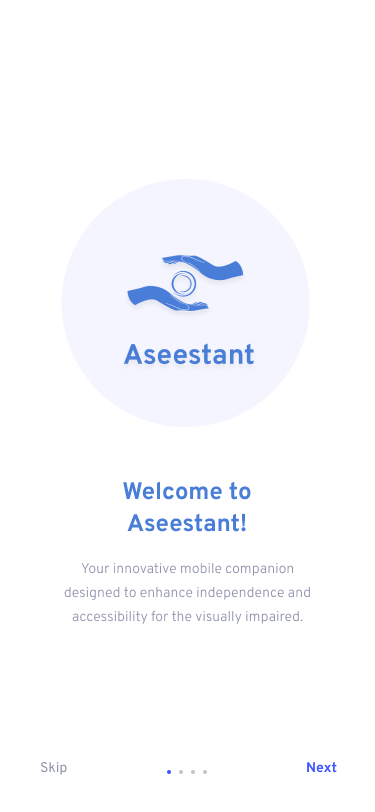 Aseestant
Welcome to
Aseestant!
Your innovative mobile companion
designed to enhance independence and
accessibility for the visually impaired.
Skip
Next